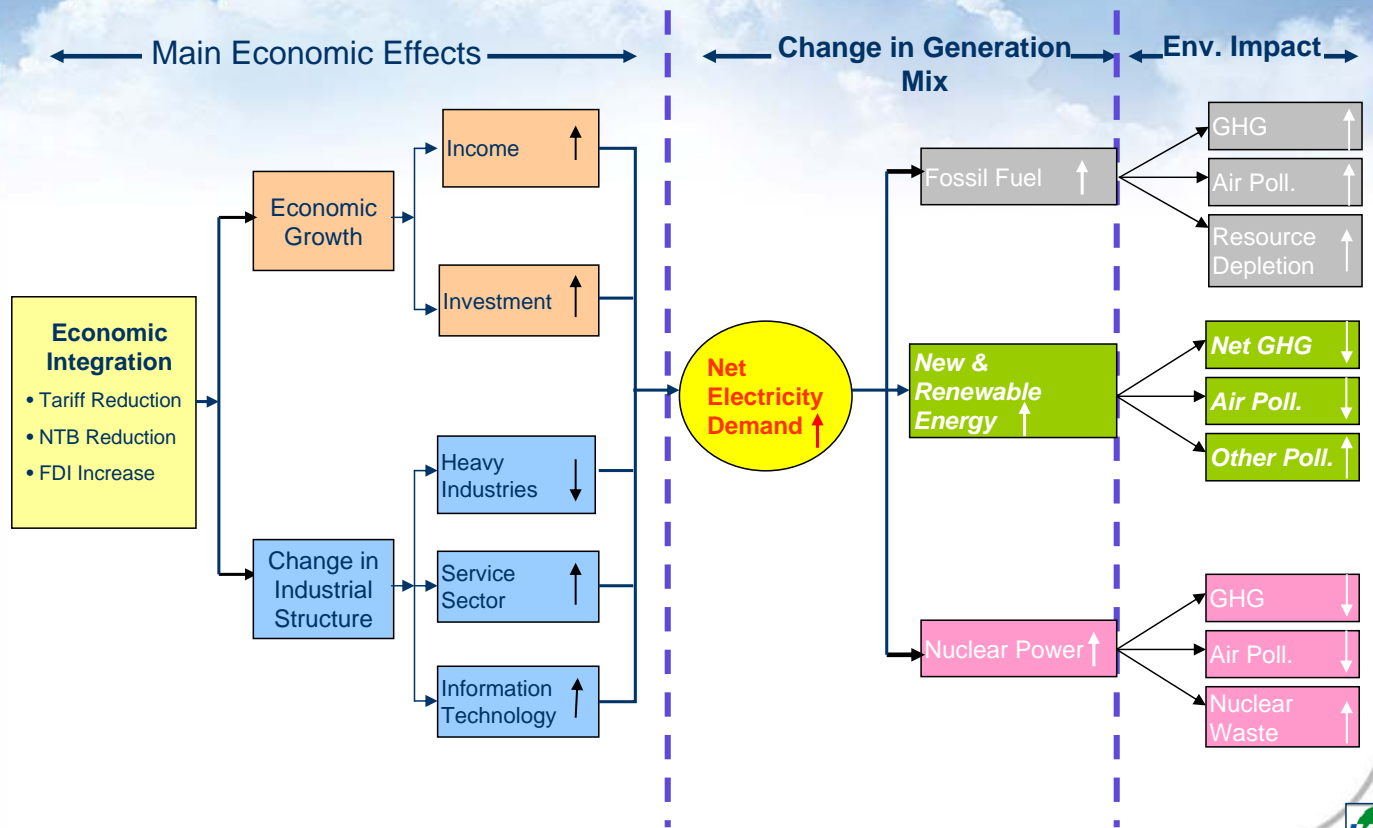 Main Economic Effects
Change in Generation
Mix
Env. Impact
Economic
Integration
• Tariff Reduction
• NTB Reduction
• FDI Increase
Economic
Growth
Change in
Industrial
Structure
Income
Investment
Heavy
Industries
Service
Sector
Information
Technology
Net
Electricity
Demand
Fossil Fuel
New &
Renewable
Energy
Nuclear Power
GHG
Air Poll.
Resource
Depletion
Net GHG
Air Poll.
Other Poll.
GHG
Air Poll.
Nuclear
Waste